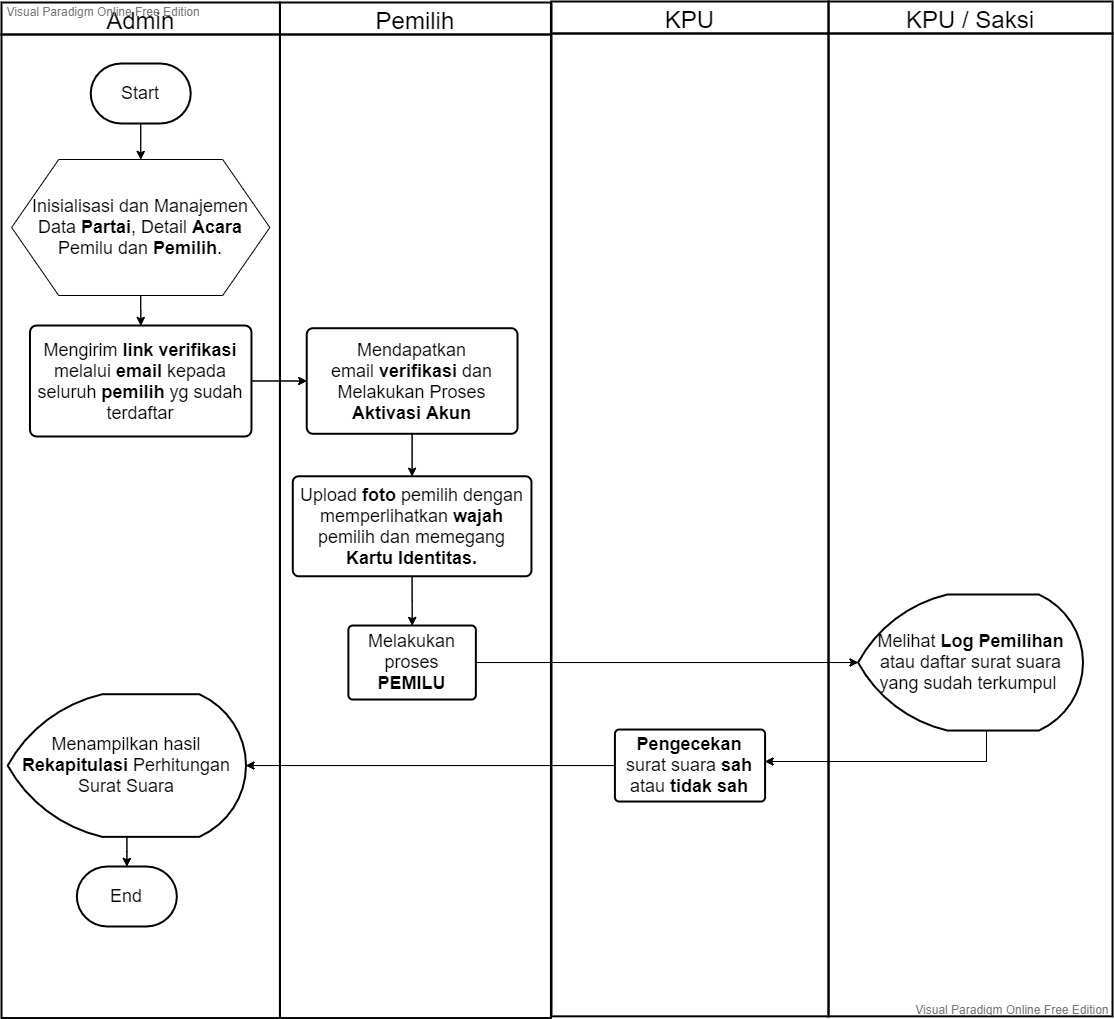 Visual Paradigm Online Free Edition
Admin
Pemilih
KPU
KPU / Saksi
Start
Inisialisasi dan Manajemen
Data Partai, Detail Acara
Pemilu dan Pemilih.
Mengirim link verifikasi
melalui email kepada
seluruh pemilih yg sudah
terdaftar
Mendapatkan
email verifikasi dan
Melakukan Proses
Aktivasi Akun
Upload foto pemilih dengan
memperlihatkan wajah
pemilih dan memegang
Kartu Identitas.
Melakukan
proses
PEMILU
Melihat Log Pemilihan
atau daftar surat suara
yang sudah terkumpul
Pengecekan
surat suara sah
atau tidak sah
Menampilkan hasil
Rekapitulasi Perhitungan
Surat Suara
End
Visual Paradigm Online Free Edition